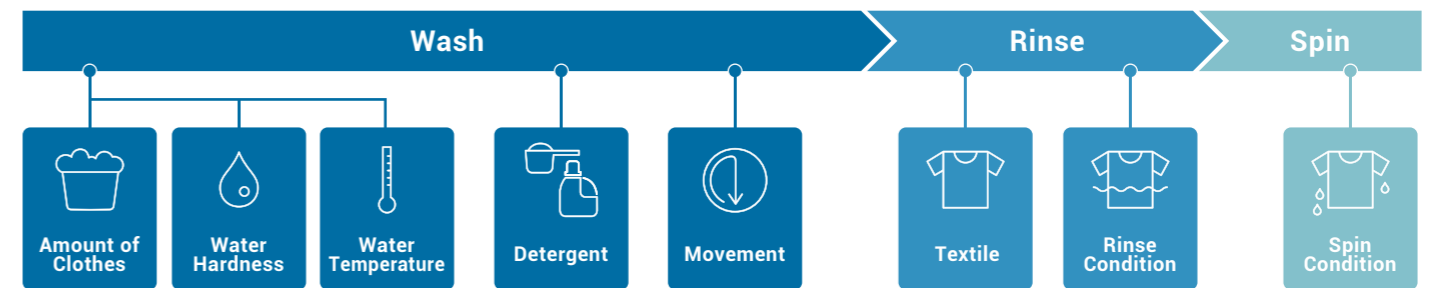 Wash
Rinse
Spin
Amount of
Clothes
Water
Hardness
Water
Temperature
Detergent
Movement
Textile
Rinse
Condition
Spin
Condition